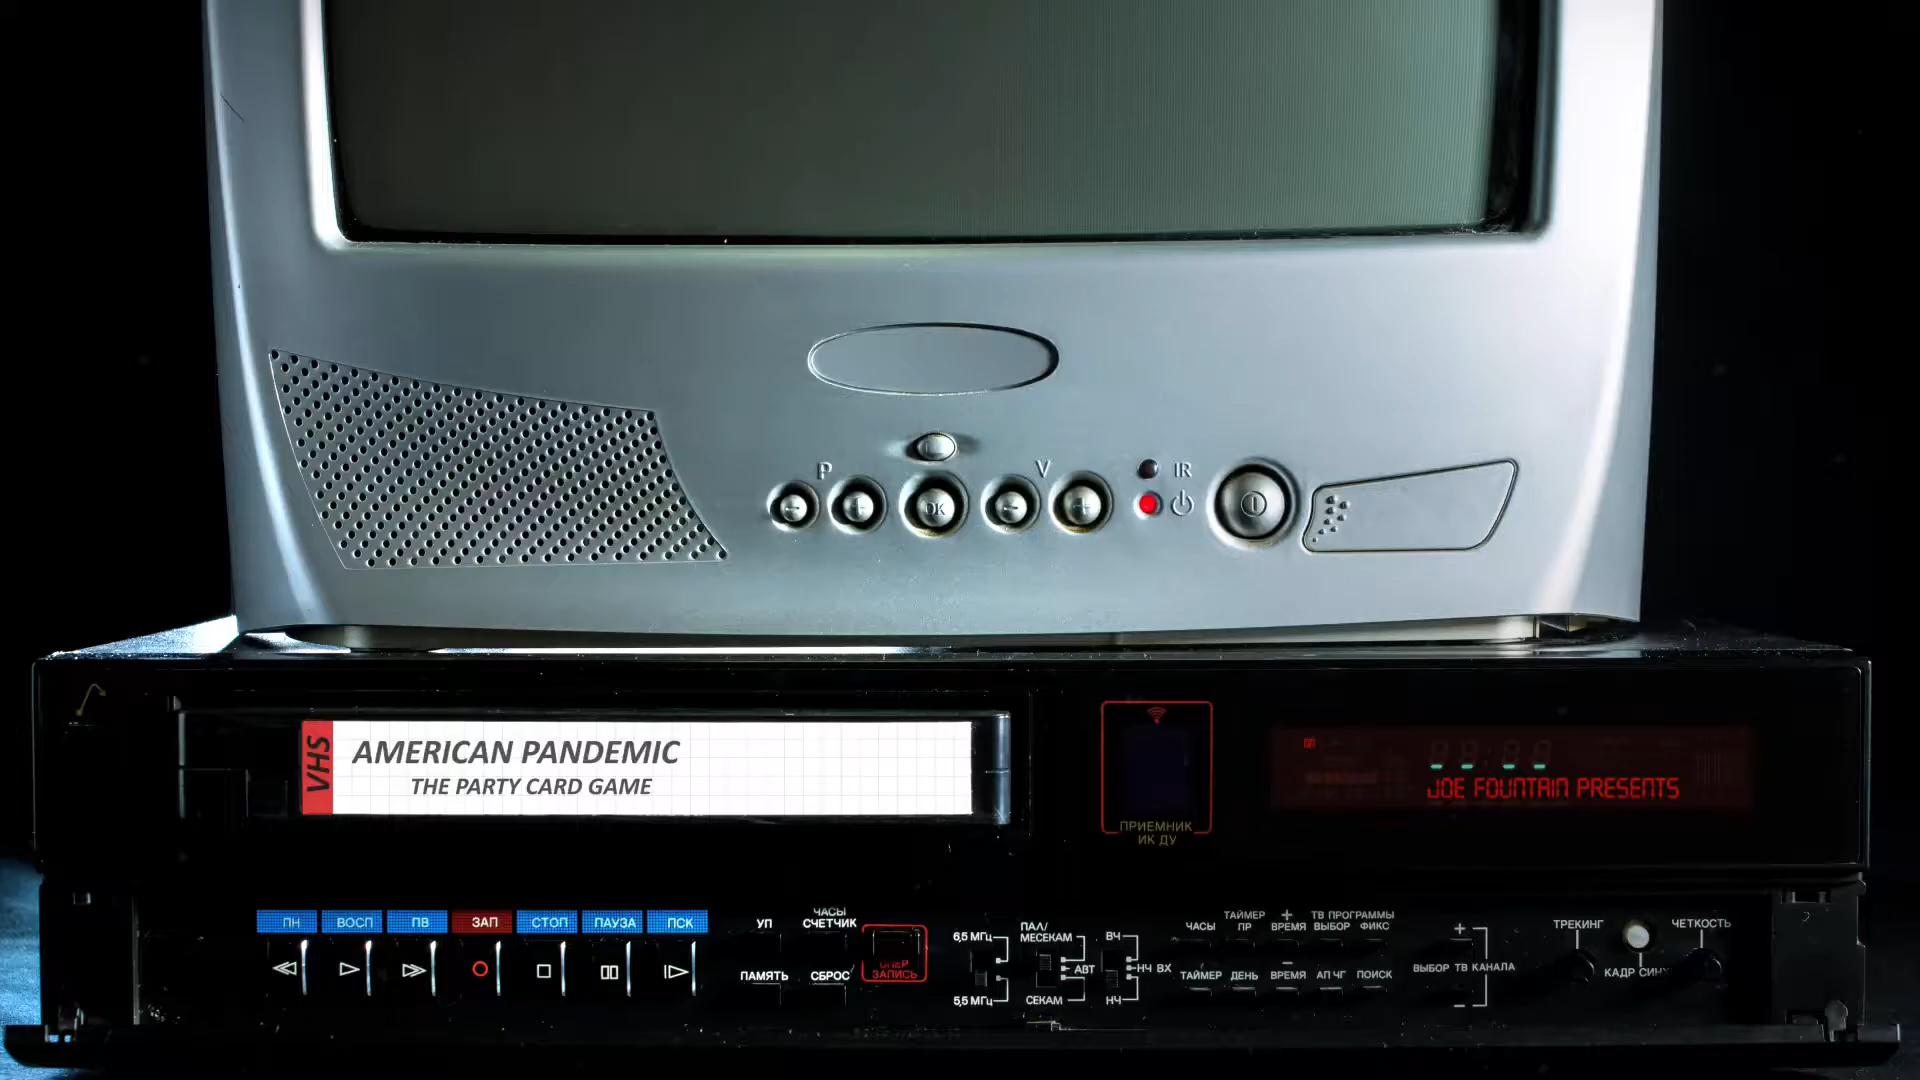 P
V
IR
OK
VHS
AMERICAN PANDEMIC
THE PARTY CARD GAME
JOE FOUNTAIN PRESENTS
ПРИЕМНИК
ИК ДУ
ПН ВОСП ПВ ЗАП СТОП ПАУЗА ПСК
УП
ЧАСЫ
СЧЕТЧИК
ПАМЯТЬ СБРОС
ЗАПИСЬ
6,5 МГц
5,5 МГц
ПАЛ/
МЕСЕКАМ
АВТ
СЕКАМ
ВЧ
НЧ ВХ
НЧ
ЧАСЫ
ТАЙМЕР
ПР
+
ВРЕМЯ
ТВ ПРОГРАММЫ
ВЫБОР ФИКС
ТАЙМЕР ДЕНЬ
–
ВРЕМЯ
АП ЧГ ПОИСК
+
ВЫБОР ТВ КАНАЛА
–
ТРЕКИНГ
ЧЕТКОСТЬ
КАДР СИНХ